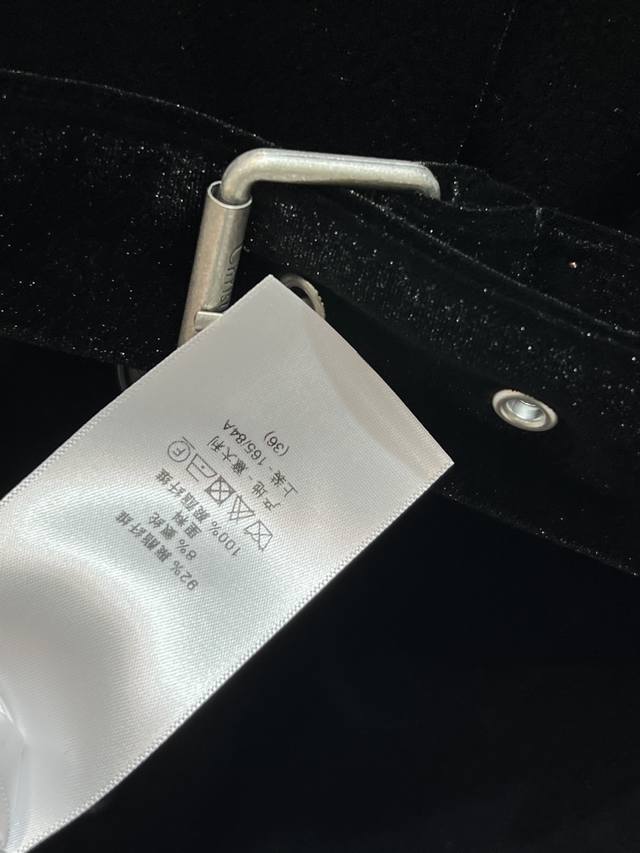 92% 聚酯纤维
8% 氨纶
里料
100% 聚酯纤维
产地 - 意大利
上装 - 165/84A
(36)